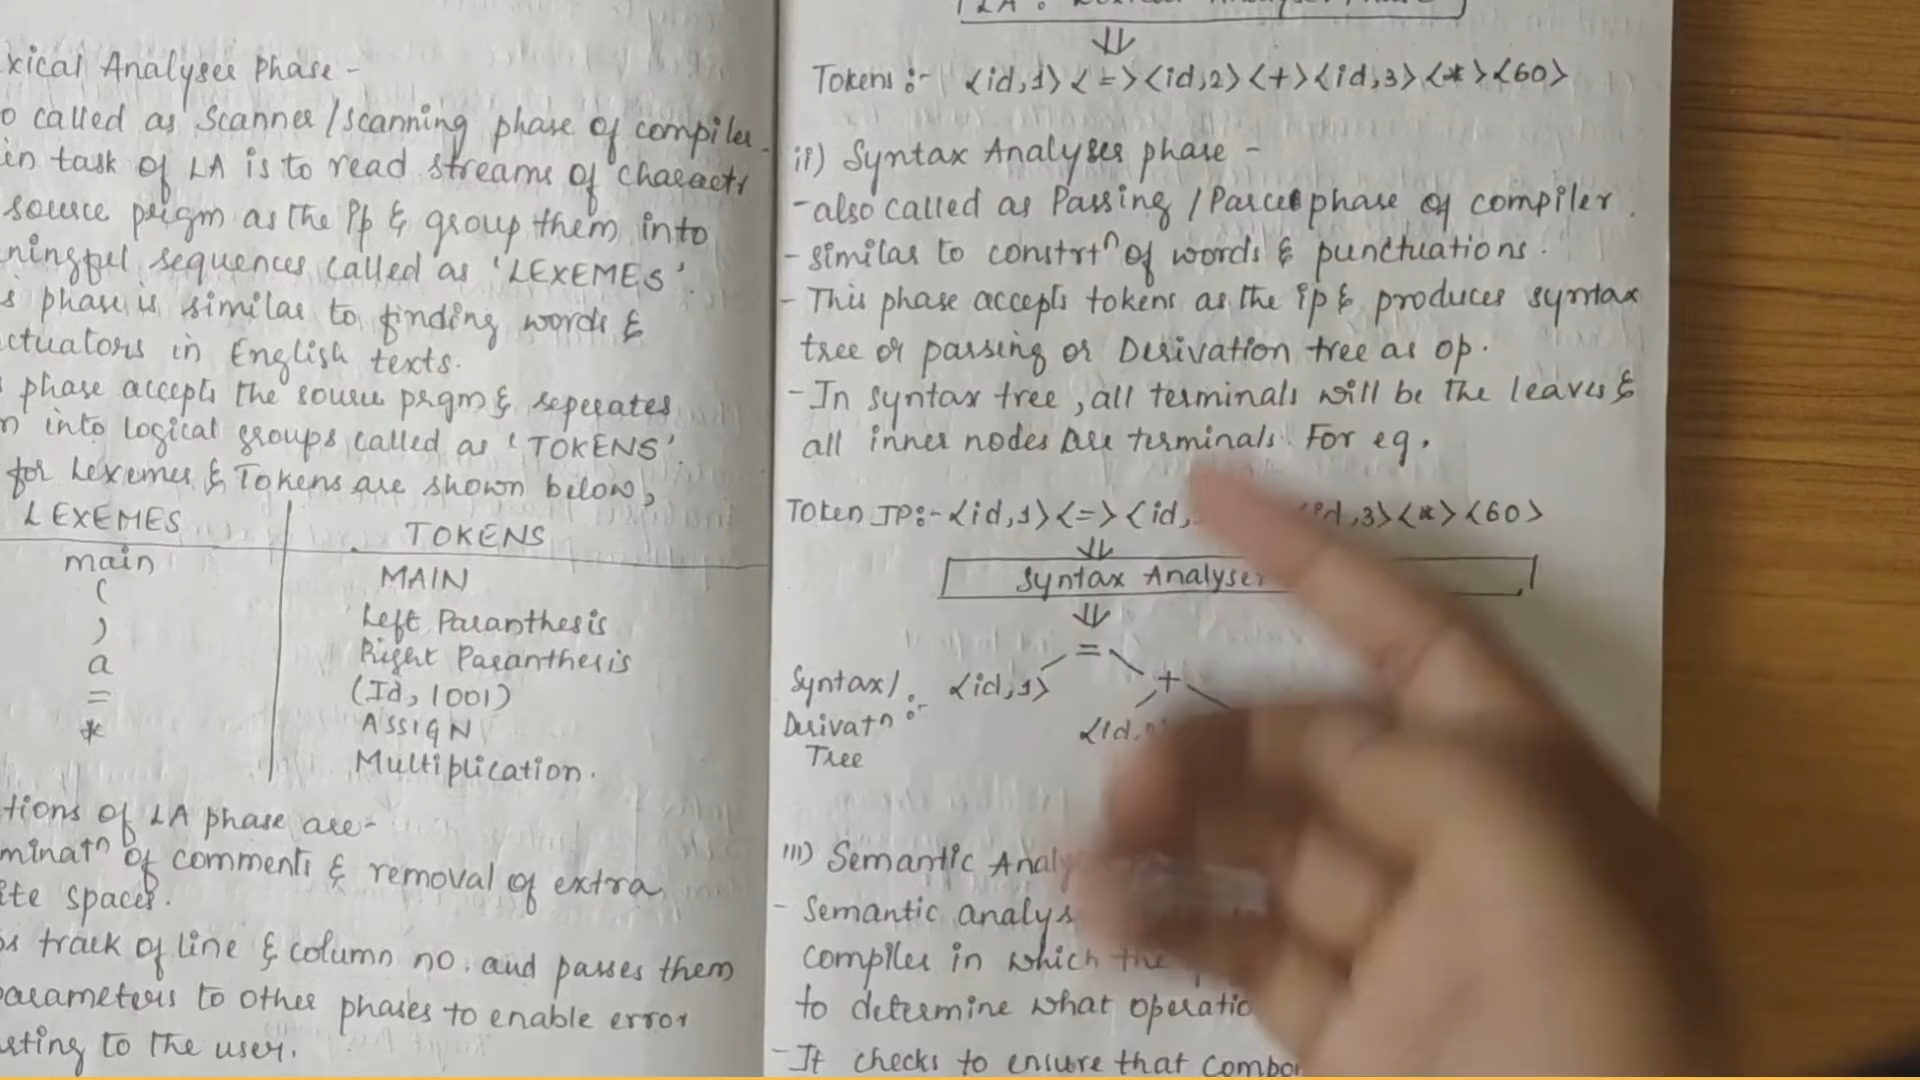 xical Analyser Phase -
o called as Scanner/scanning phase of compiler.
in task of LA is to read streams of charactr
source prgm as the ip & group them into
ningful sequences called as 'LEXEMES'.
s phase is similar to finding words &
ctuators in English texts.
phase accepts the source prgm & seperates
n into logical groups called as 'TOKENS'.
for Lexemes & Tokens are shown below,
LEXEMES TOKENS
main MAIN
( Left Paranthesis
) Right Paranthesis
a (Id, 1001)
= ASSIGN
* Multiplication.
tions of LA phase are-
minatn of comments & removal of extra
ite spaces.
ps track of line & column no. and passes them
parameters to other phases to enable error
rting to the user.
Tokens :- <id,1> <=> <id,2> <+> <id,3> <*> <60>
ii) Syntax Analyser phase -
- also called as Passing /Parcer phase of compiler.
- similar to constrtn of words & punctuations.
- This phase accepts tokens as the ip & produces syntax
tree or passing or Derivation tree as op.
- In syntax tree, all terminals will be the leaves &
all inner nodes are terminals. For eg.
Token IP:- <id,1> <=> <id, ,3> <*> <60>
Syntax Analyser
=
Syntax/ :- <id,1> +
Derivatn <id,
Tree
iii) Semantic Analy
- Semantic analys
compiler in which the
to determine what operatio
- It checks to ensure that compon